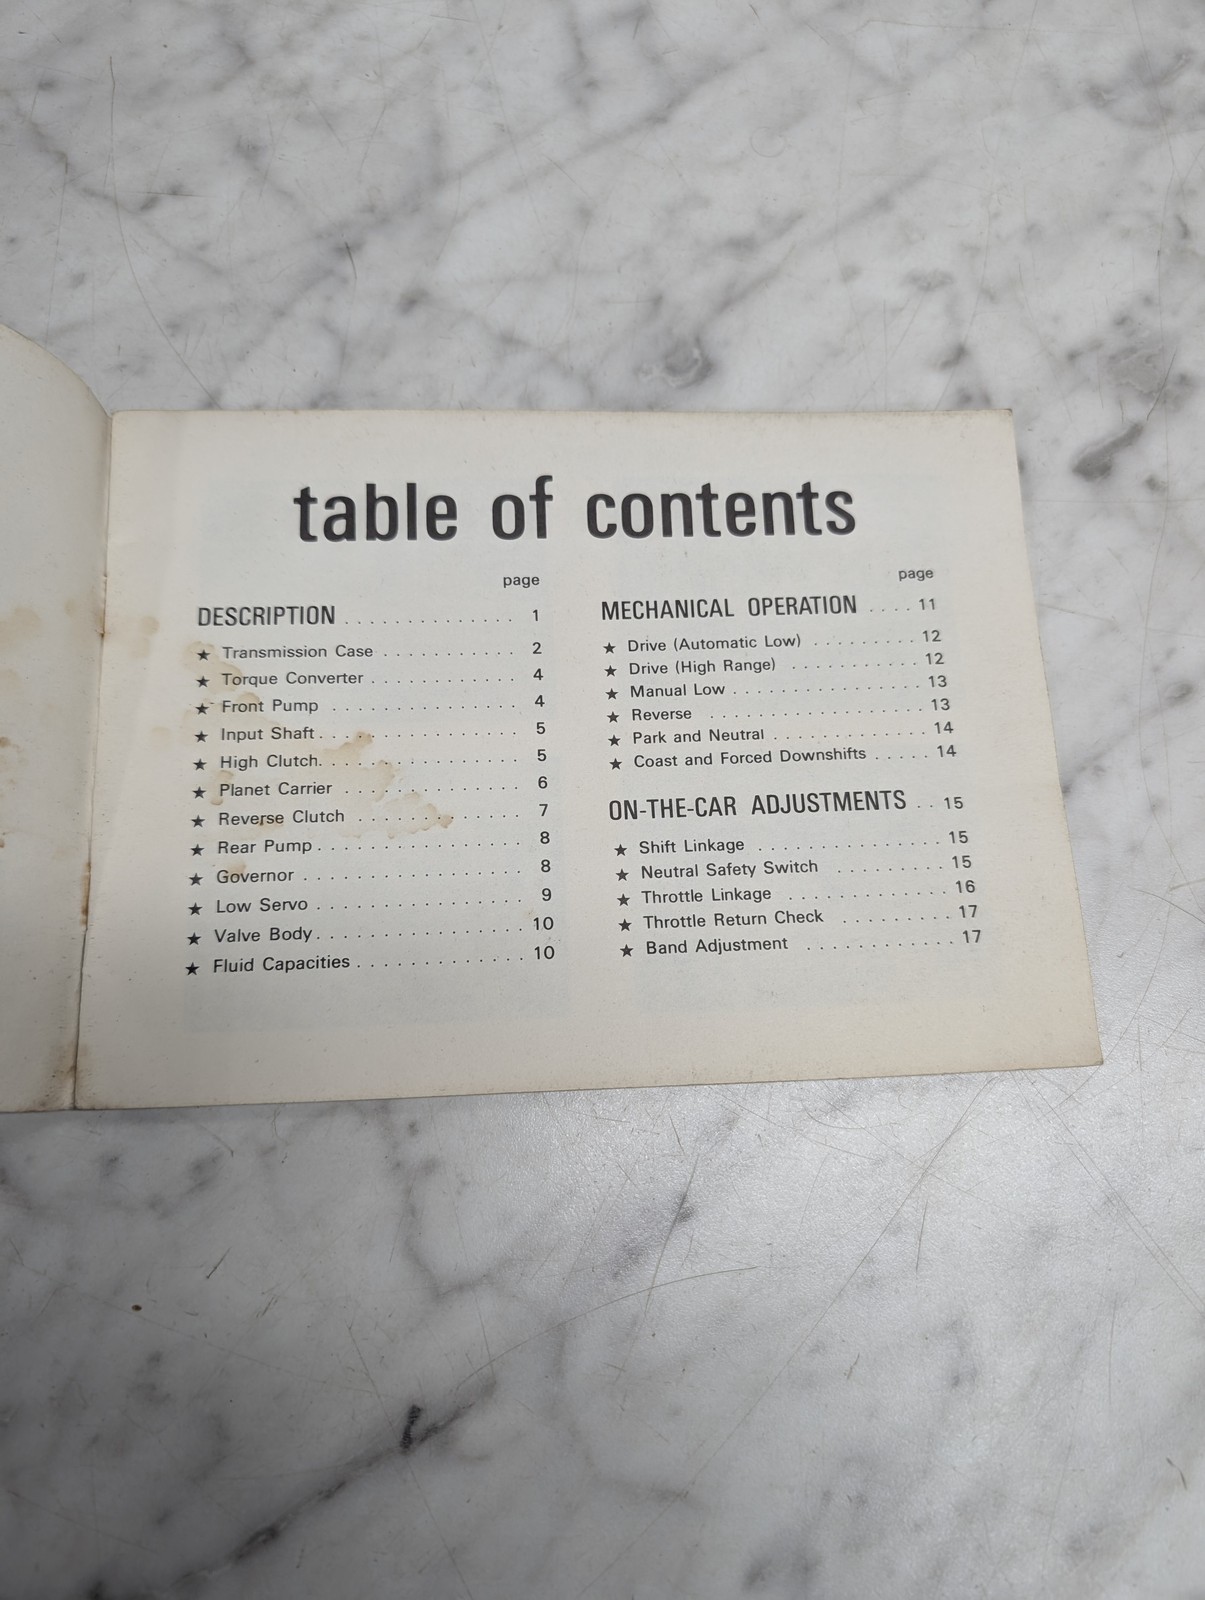 table of contents
page
DESCRIPTION . . . . . . . . . . . . . 1
★ Transmission Case . . . . . . . . . . . 2
★ Torque Converter . . . . . . . . . . . . 4
★ Front Pump . . . . . . . . . . . . . . 4
★ Input Shaft . . . . . . . . . . . . . . . . 5
★ High Clutch. . . . . . . . . . . . . . . . 5
★ Planet Carrier . . . . . . . . . . . . . . 6
★ Reverse Clutch . . . . . . . . . . . . . 7
★ Rear Pump . . . . . . . . . . . . . . . . 8
★ Governor . . . . . . . . . . . . . . . . . 8
★ Low Servo . . . . . . . . . . . . . . . . 9
★ Valve Body . . . . . . . . . . . . . . . . 10
★ Fluid Capacities . . . . . . . . . . . . . 10
page
MECHANICAL OPERATION . . . . 11
★ Drive (Automatic Low) . . . . . . . . 12
★ Drive (High Range) . . . . . . . . . . 12
★ Manual Low . . . . . . . . . . . . . . . 13
★ Reverse . . . . . . . . . . . . . . . . . 13
★ Park and Neutral . . . . . . . . . . . . 14
★ Coast and Forced Downshifts . . . . . 14
ON-THE-CAR ADJUSTMENTS . . 15
★ Shift Linkage . . . . . . . . . . . . . . 15
★ Neutral Safety Switch . . . . . . . . . 15
★ Throttle Linkage . . . . . . . . . . . . 16
★ Throttle Return Check . . . . . . . . . 17
★ Band Adjustment . . . . . . . . . . . . 17